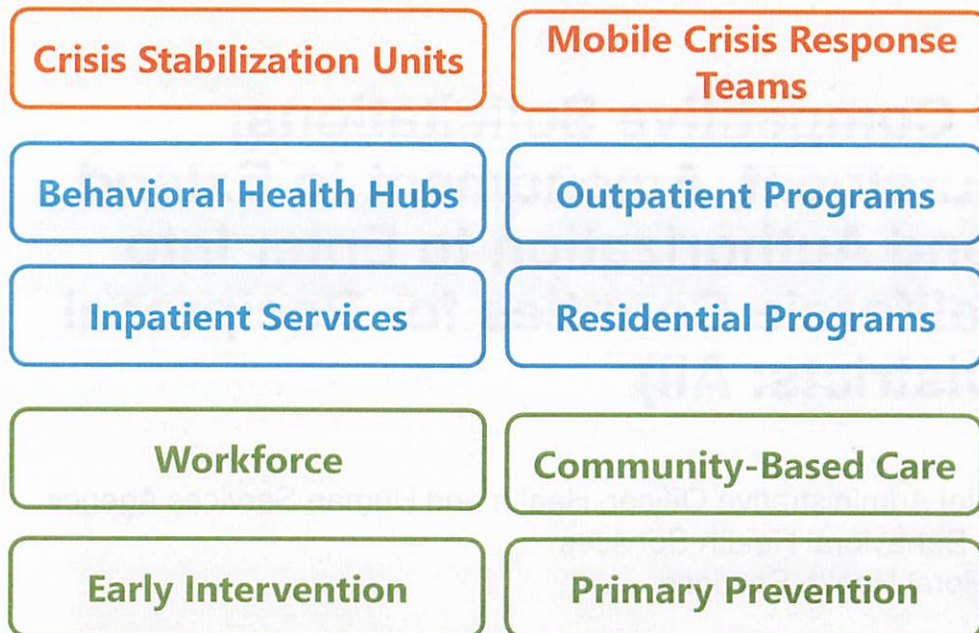 Crisis Stabilization Units
Mobile Crisis Response
Teams
Behavioral Health Hubs
Outpatient Programs
Inpatient Services
Residential Programs
Workforce
Community-Based Care
Early Intervention
Primary Prevention